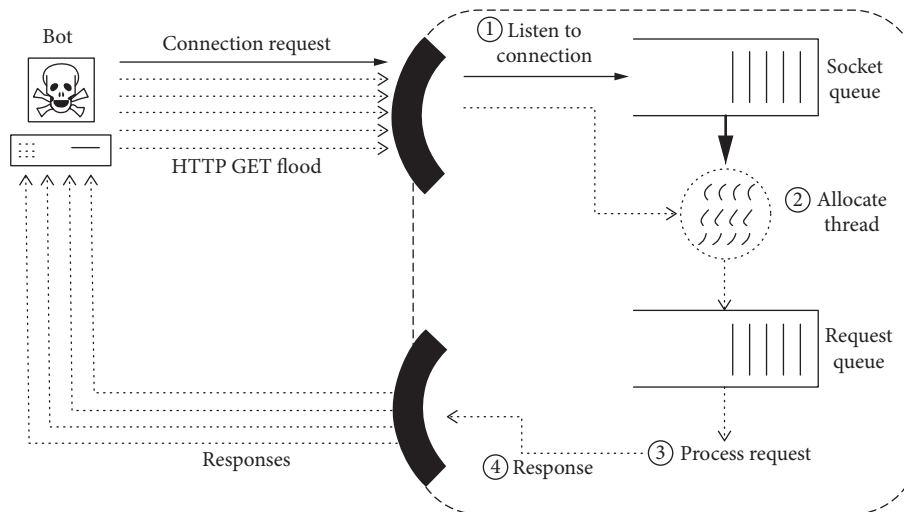 Bot
Connection request
HTTP GET flood
1 Listen to
connection
Socket
queue
2 Allocate
thread
Request
queue
3 Process request
4 Response
Responses